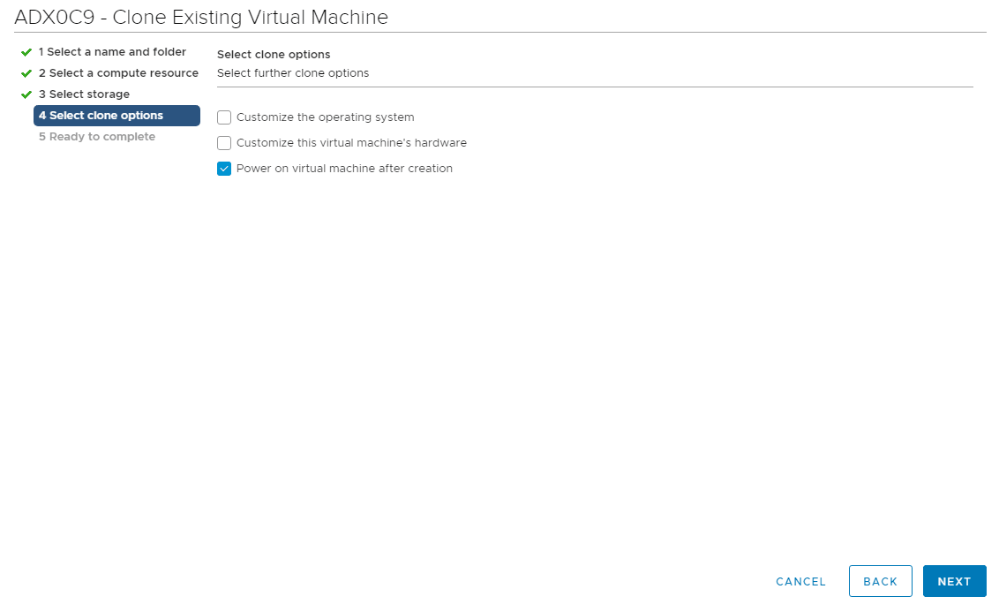 ADX0C9 - Clone Existing Virtual Machine
1 Select a name and folder
2 Select a compute resource
3 Select storage
4 Select clone options
5 Ready to complete
Select clone options
Select further clone options
Customize the operating system
Customize this virtual machine's hardware
Power on virtual machine after creation
CANCEL
BACK
NEXT